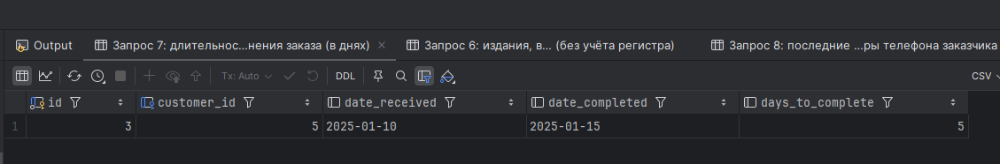 Output Запрос 7: длительнос...нения заказа (в днях) × Запрос 6: издания, в... (без учёта регистра) Запрос 8: последние ...ры телефона заказчика
Tx: Auto DDL CSV
id customer_id date_received date_completed days_to_complete
1 3 5 2025-01-10 2025-01-15 5